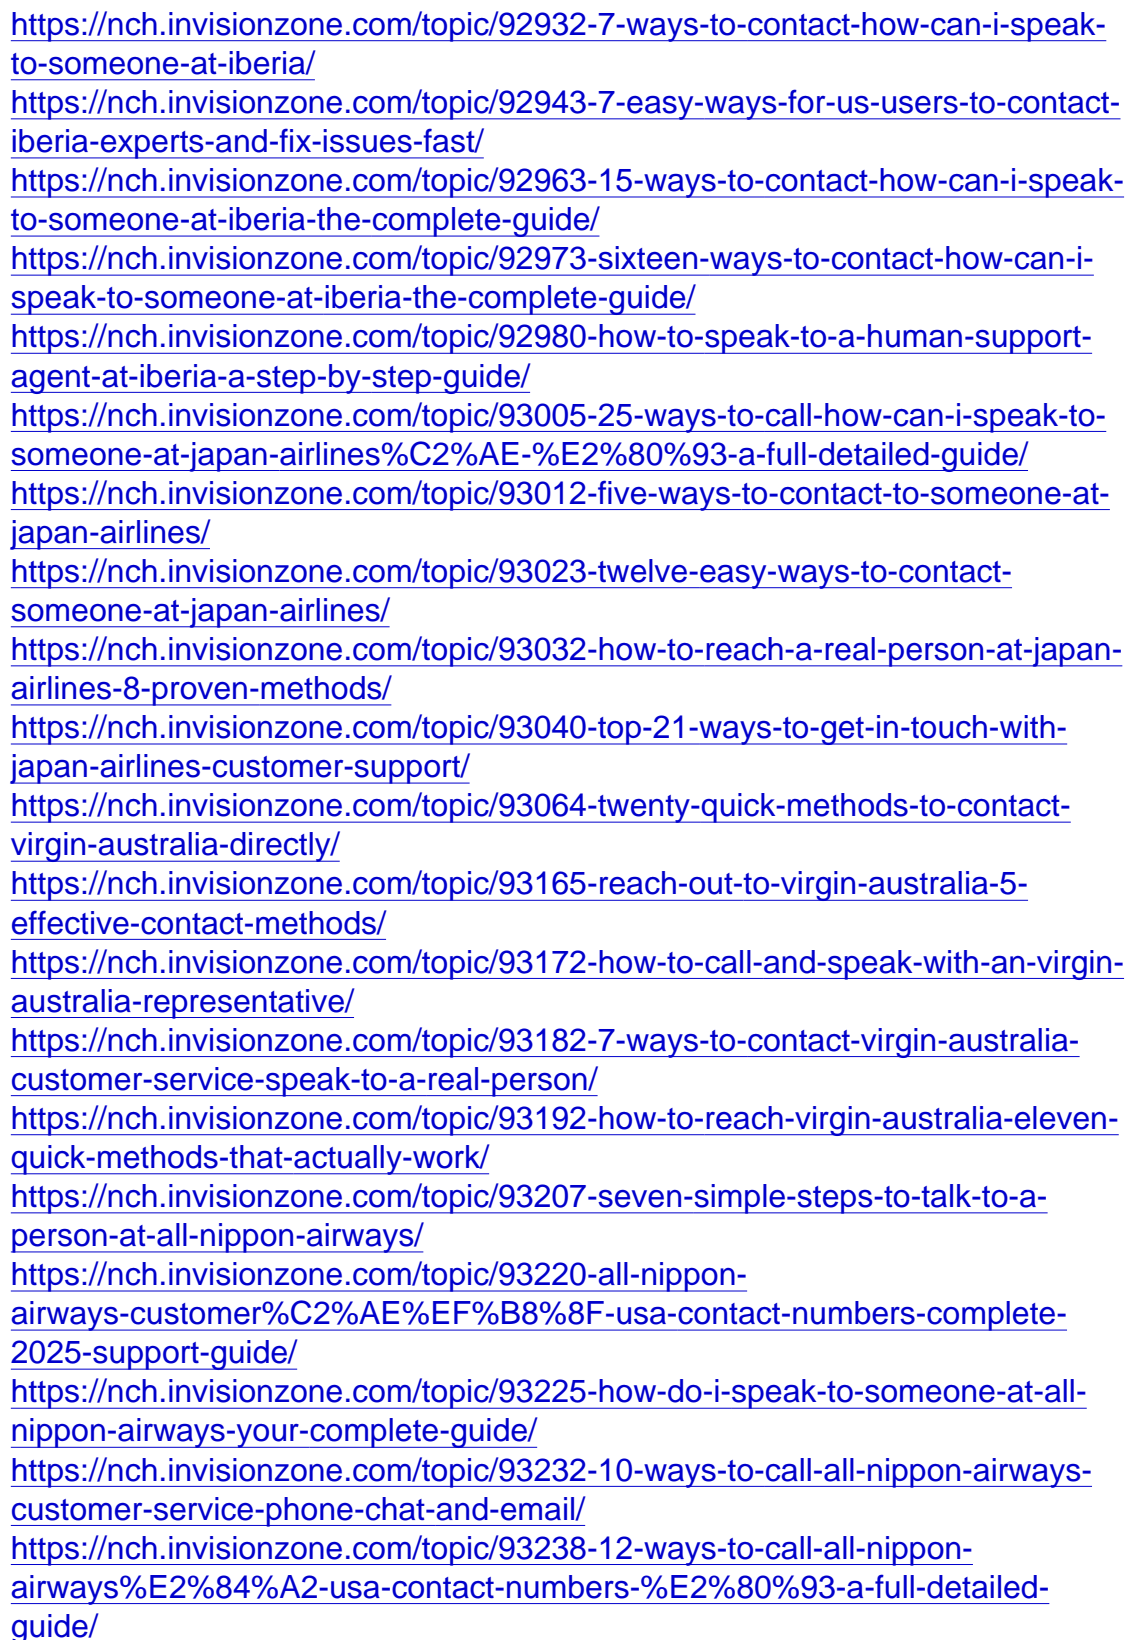 https://nch.invisionzone.com/topic/92932-7-ways-to-contact-how-can-i-speak-
to-someone-at-iberia/
https://nch.invisionzone.com/topic/92943-7-easy-ways-for-us-users-to-contact-
iberia-experts-and-fix-issues-fast/
https://nch.invisionzone.com/topic/92963-15-ways-to-contact-how-can-i-speak-
to-someone-at-iberia-the-complete-guide/
https://nch.invisionzone.com/topic/92973-sixteen-ways-to-contact-how-can-i-
speak-to-someone-at-iberia-the-complete-guide/
https://nch.invisionzone.com/topic/92980-how-to-speak-to-a-human-support-
agent-at-iberia-a-step-by-step-guide/
https://nch.invisionzone.com/topic/93005-25-ways-to-call-how-can-i-speak-to-
someone-at-japan-airlines%C2%AE-%E2%80%93-a-full-detailed-guide/
https://nch.invisionzone.com/topic/93012-five-ways-to-contact-to-someone-at-
japan-airlines/
https://nch.invisionzone.com/topic/93023-twelve-easy-ways-to-contact-
someone-at-japan-airlines/
https://nch.invisionzone.com/topic/93032-how-to-reach-a-real-person-at-japan-
airlines-8-proven-methods/
https://nch.invisionzone.com/topic/93040-top-21-ways-to-get-in-touch-with-
japan-airlines-customer-support/
https://nch.invisionzone.com/topic/93064-twenty-quick-methods-to-contact-
virgin-australia-directly/
https://nch.invisionzone.com/topic/93165-reach-out-to-virgin-australia-5-
effective-contact-methods/
https://nch.invisionzone.com/topic/93172-how-to-call-and-speak-with-an-virgin-
australia-representative/
https://nch.invisionzone.com/topic/93182-7-ways-to-contact-virgin-australia-
customer-service-speak-to-a-real-person/
https://nch.invisionzone.com/topic/93192-how-to-reach-virgin-australia-eleven-
quick-methods-that-actually-work/
https://nch.invisionzone.com/topic/93207-seven-simple-steps-to-talk-to-a-
person-at-all-nippon-airways/
https://nch.invisionzone.com/topic/93220-all-nippon-
airways-customer%C2%AE%EF%B8%8F-usa-contact-numbers-complete-
2025-support-guide/
https://nch.invisionzone.com/topic/93225-how-do-i-speak-to-someone-at-all-
nippon-airways-your-complete-guide/
https://nch.invisionzone.com/topic/93232-10-ways-to-call-all-nippon-airways-
customer-service-phone-chat-and-email/
https://nch.invisionzone.com/topic/93238-12-ways-to-call-all-nippon-
airways%E2%84%A2-usa-contact-numbers-%E2%80%93-a-full-detailed-
guide/